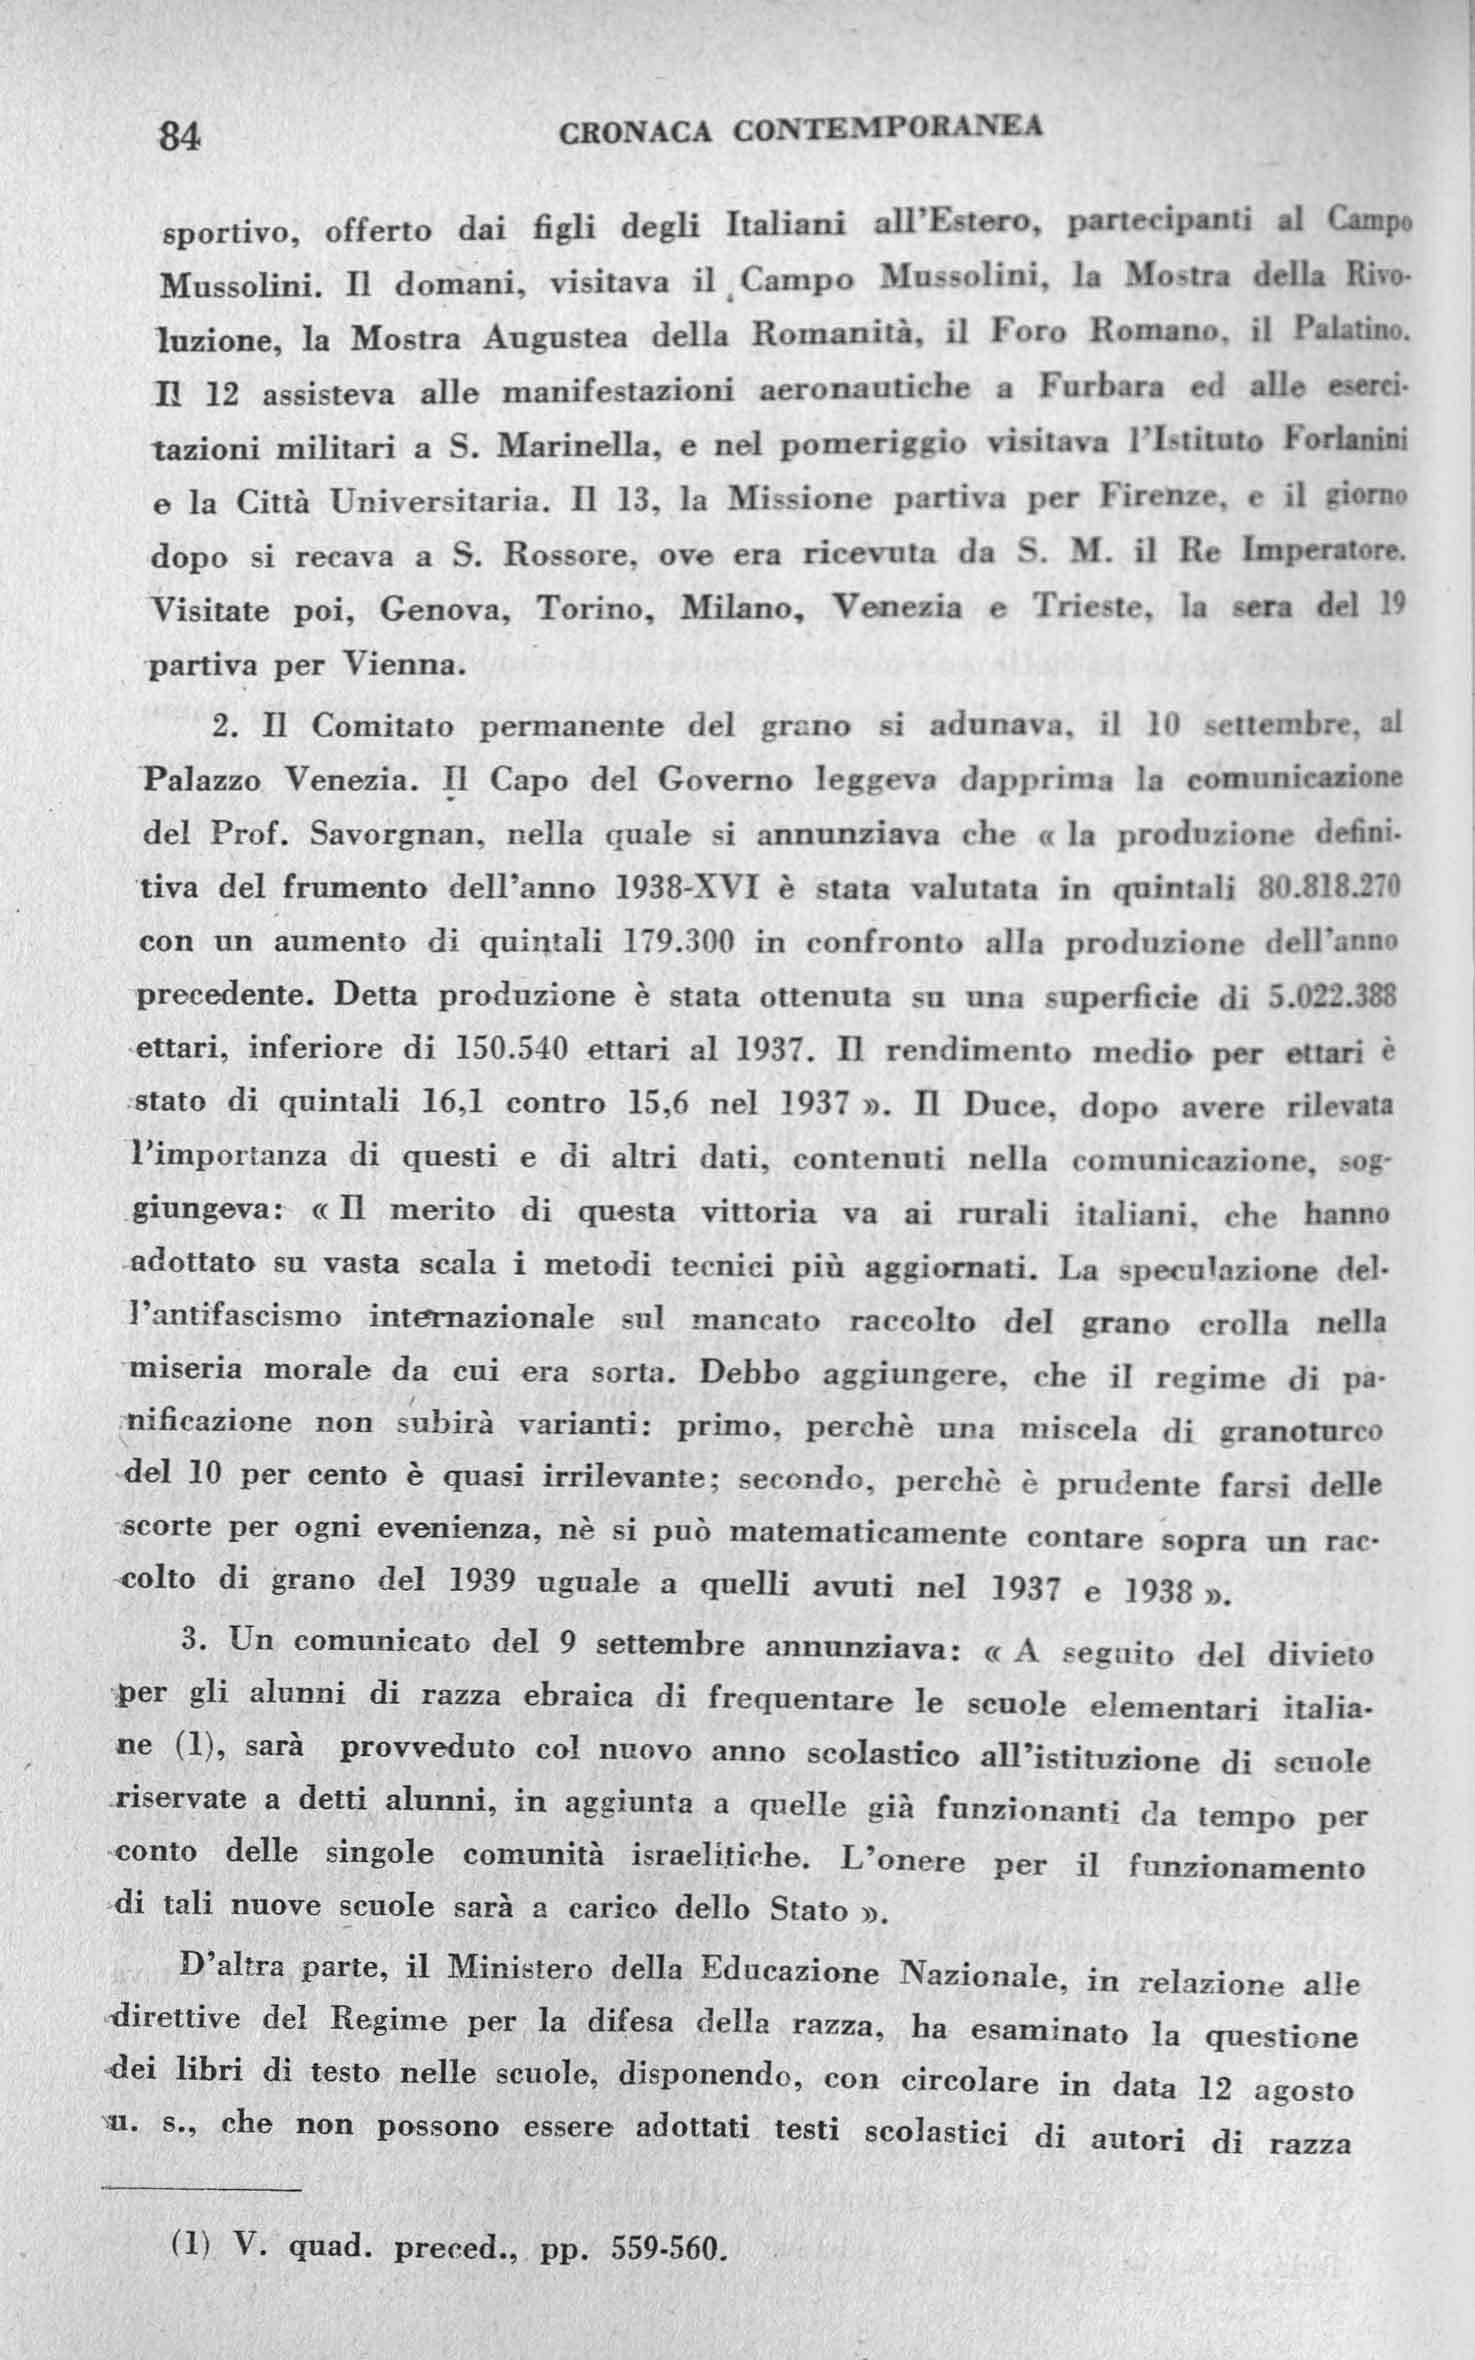 84
CRONACA CONTEMPORANEA
sportivo, offerto dai figli degli Italiani all'Estero, partecipanti al Campo
Mussolini. Il domani, visitava il Campo Mussolini, la Mostra della Rivo-
luzione, la Mostra Augustea della Romanità, il Foro Romano, il Palatino.
Il 12 assisteva alle manifestazioni aeronautiche a Furbara ed alle eserci-
tazioni militari a S. Marinella, e nel pomeriggio visitava l'Istituto Forlanini
e la Città Universitaria. Il 13, la Missione partiva per Firenze, e il giorno
dopo si recava a S. Rossore, ove era ricevuta da S. M. il Re Imperatore.
Visitate poi, Genova, Torino, Milano, Venezia e Trieste, la sera del 19
partiva per Vienna.
2. Il Comitato permanente del grano si adunava, il 10 settembre, al
Palazzo Venezia. Il Capo del Governo leggeva dapprima la comunicazione
del Prof. Savorgnan, nella quale si annunziava che « la produzione defini-
tiva del frumento dell'anno 1938-XVI è stata valutata in quintali 80.818.270
con un aumento di quintali 179.300 in confronto alla produzione dell'anno
precedente. Detta produzione è stata ottenuta su una superficie di 5.022.388
ettari, inferiore di 150.540 ettari al 1937. Il rendimento medio per ettari è
stato di quintali 16,1 contro 15,6 nel 1937 ». Il Duce, dopo avere rilevata
l'importanza di questi e di altri dati, contenuti nella comunicazione, sog-
giungeva: « Il merito di questa vittoria va ai rurali italiani, che hanno
adottato su vasta scala i metodi tecnici più aggiornati. La speculazione del-
l'antifascismo internazionale sul mancato raccolto del grano crolla nella
miseria morale da cui era sorta. Debbo aggiungere, che il regime di pa-
nificazione non subirà varianti: primo, perchè una miscela di granoturco
del 10 per cento è quasi irrilevante; secondo, perchè è prudente farsi delle
scorte per ogni evenienza, nè si può matematicamente contare sopra un rac-
colto di grano del 1939 uguale a quelli avuti nel 1937 e 1938 ».
3. Un comunicato del 9 settembre annunziava: « A seguito del divieto
per gli alunni di razza ebraica di frequentare le scuole elementari italia-
ne (1), sarà provveduto col nuovo anno scolastico all'istituzione di scuole
riservate a detti alunni, in aggiunta a quelle già funzionanti da tempo per
conto delle singole comunità israelitiche. L'onere per il funzionamento
di tali nuove scuole sarà a carico dello Stato ».
D'altra parte, il Ministero della Educazione Nazionale, in relazione alle
direttive del Regime per la difesa della razza, ha esaminato la questione
dei libri di testo nelle scuole, disponendo, con circolare in data 12 agosto
u. s., che non possono essere adottati testi scolastici di autori di razza
(1) V. quad. preced., pp. 559-560.